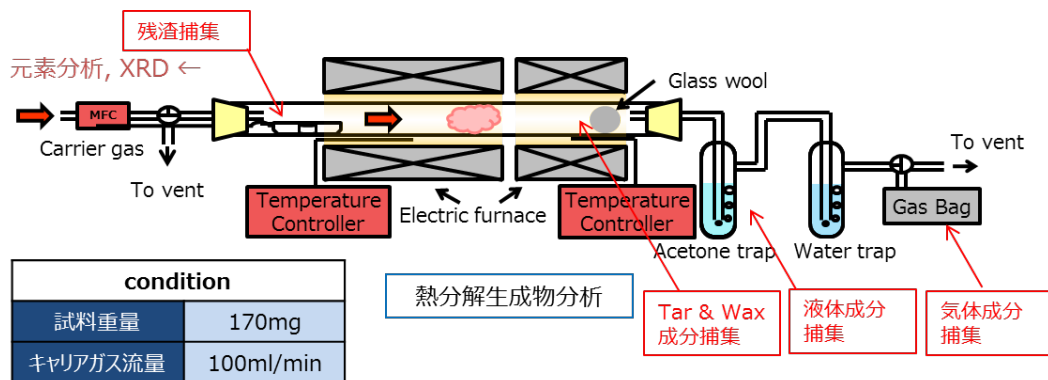 残渣捕集
元素分析, XRD ←
Glass wool
MFC
Carrier gas
To vent
To vent
Temperature
Controller
Electric furnace
Temperature
Controller
Gas Bag
Acetone trap
Water trap
condition
試料重量 170mg
キャリアガス流量 100ml/min
熱分解生成物分析
Tar & Wax
成分捕集
液体成分
捕集
気体成分
捕集